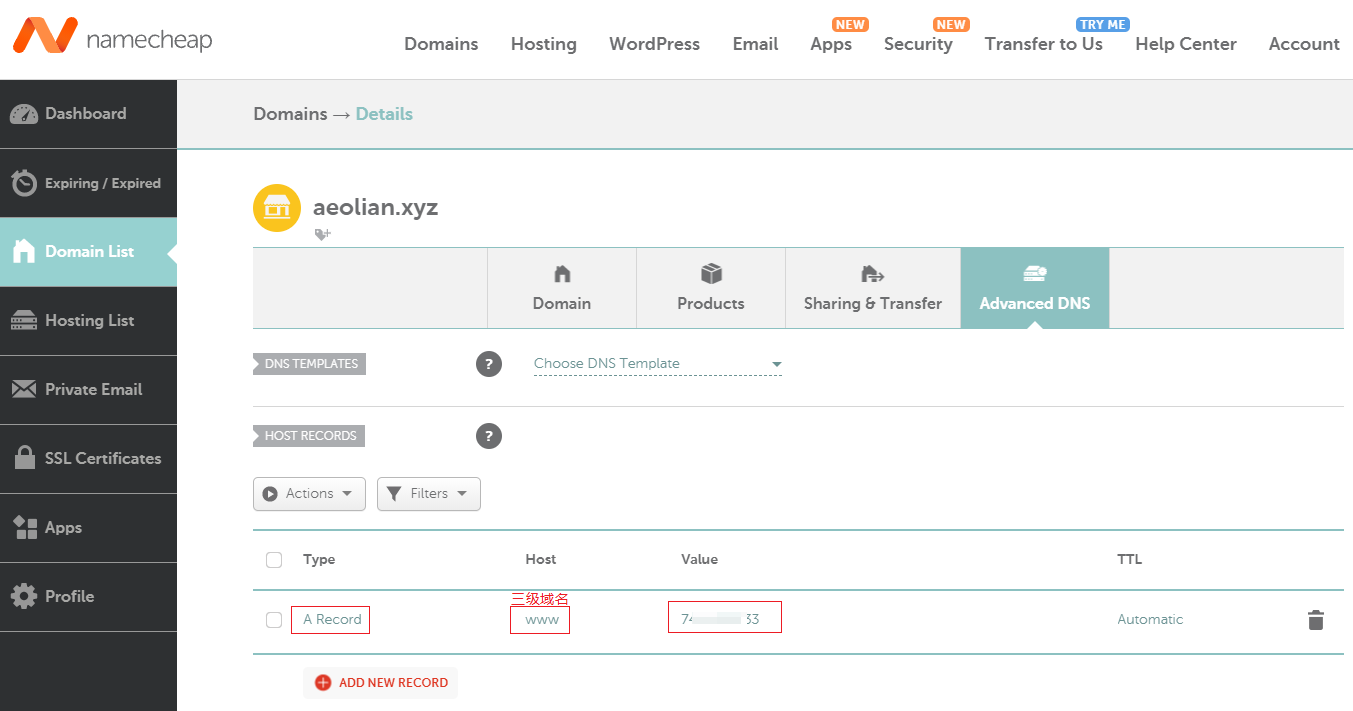 namecheap
Domains Hosting WordPress Email Apps NEW Security NEW Transfer to Us TRY ME Help Center Account
Dashboard
Expiring / Expired
Domain List
Hosting List
Private Email
SSL Certificates
Apps
Profile
Domains → Details
aeolian.xyz
Domain Products Sharing & Transfer Advanced DNS
DNS TEMPLATES ? Choose DNS Template
HOST RECORDS ?
Actions Filters
Type Host Value TTL
三级域名
A Record www 33 Automatic
ADD NEW RECORD